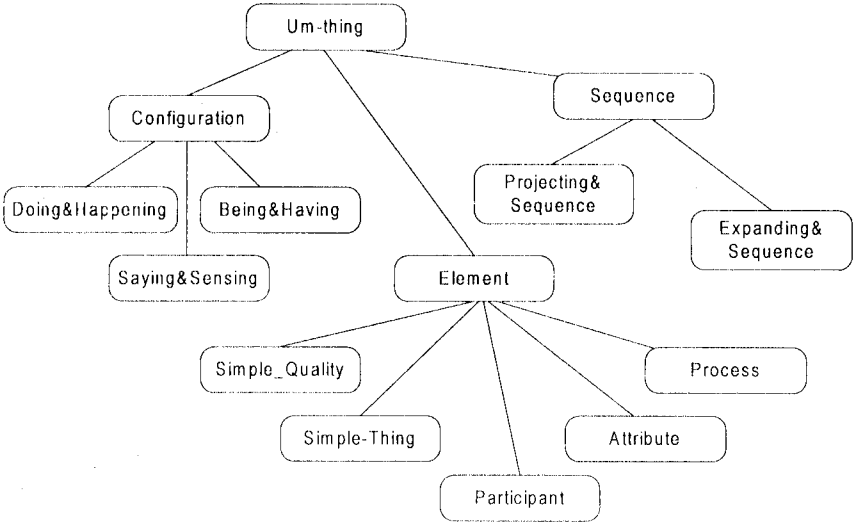 Um-thing
Sequence
Configuration
Projecting&
Sequence
Doing&Happening
Being&Having
Expanding&
Sequence
Saying&Sensing
Element
Simple_Quality
Process
Simple-Thing
Attribute
Participant